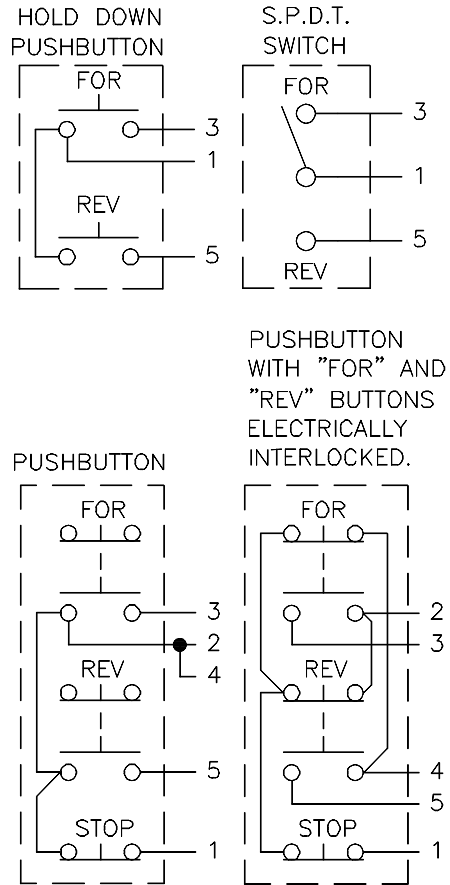 HOLD DOWN
PUSHBUTTON
FOR
3
1
REV
5
S.P.D.T.
SWITCH
FOR
3
1
5
REV
PUSHBUTTON
FOR
3
2
REV
4
5
STOP
1
PUSHBUTTON
WITH "FOR" AND
"REV" BUTTONS
ELECTRICALLY
INTERLOCKED.
FOR
2
3
REV
4
5
STOP
1